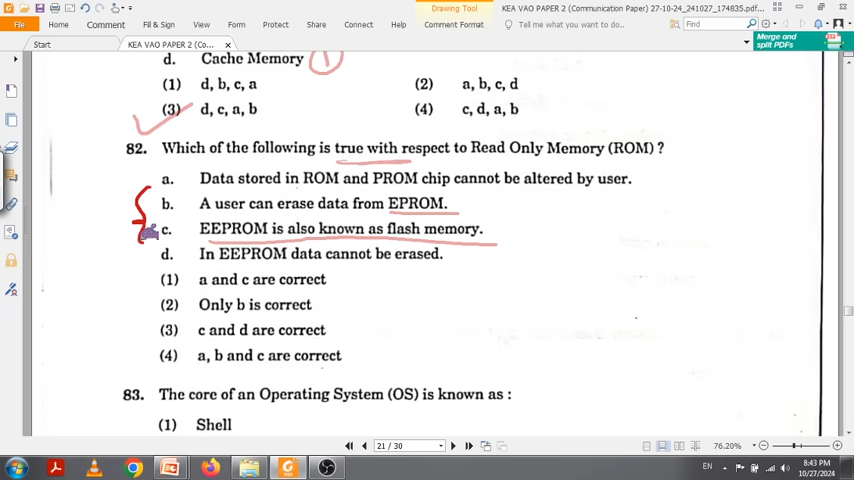 Drawing Tool
KEA VAO PAPER 2 (Communication Paper) 27-10-24_241027_174835.pdf...
File
Home
Comment
Fill & Sign
View
Form
Protect
Share
Connect
Help
Comment Format
Tell me what you want to do...
Find
Start
KEA VAO PAPER 2 (Co...
Merge and
split PDFs
d. Cache Memory 1
(1) d, b, c, a (2) a, b, c, d
(3) d, c, a, b (4) c, d, a, b
82. Which of the following is true with respect to Read Only Memory (ROM) ?
a. Data stored in ROM and PROM chip cannot be altered by user.
b. A user can erase data from EPROM.
c. EEPROM is also known as flash memory.
d. In EEPROM data cannot be erased.
(1) a and c are correct
(2) Only b is correct
(3) c and d are correct
(4) a, b and c are correct
83. The core of an Operating System (OS) is known as :
(1) Shell
21 / 30
76.20%
EN
8:43 PM
10/27/2024